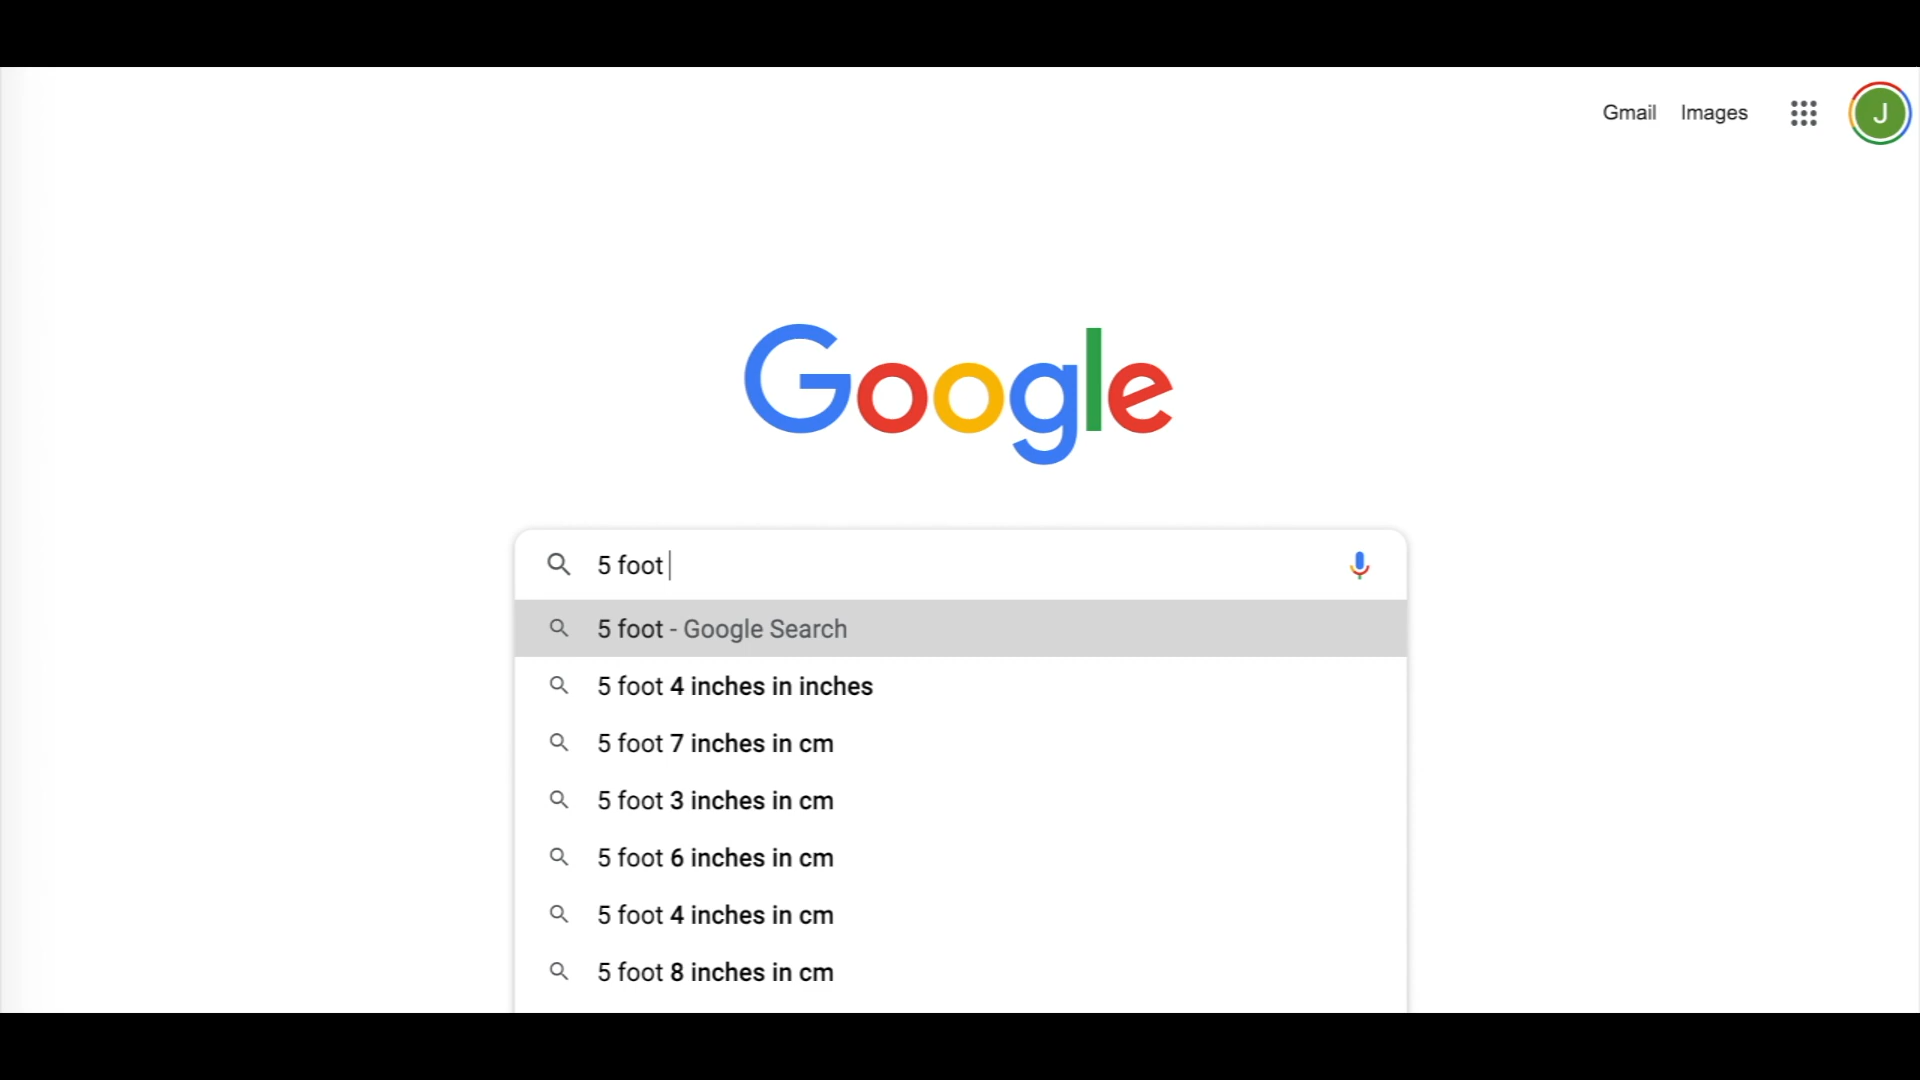 Gmail Images
J
Google
5 foot
5 foot - Google Search
5 foot 4 inches in inches
5 foot 7 inches in cm
5 foot 3 inches in cm
5 foot 6 inches in cm
5 foot 4 inches in cm
5 foot 8 inches in cm